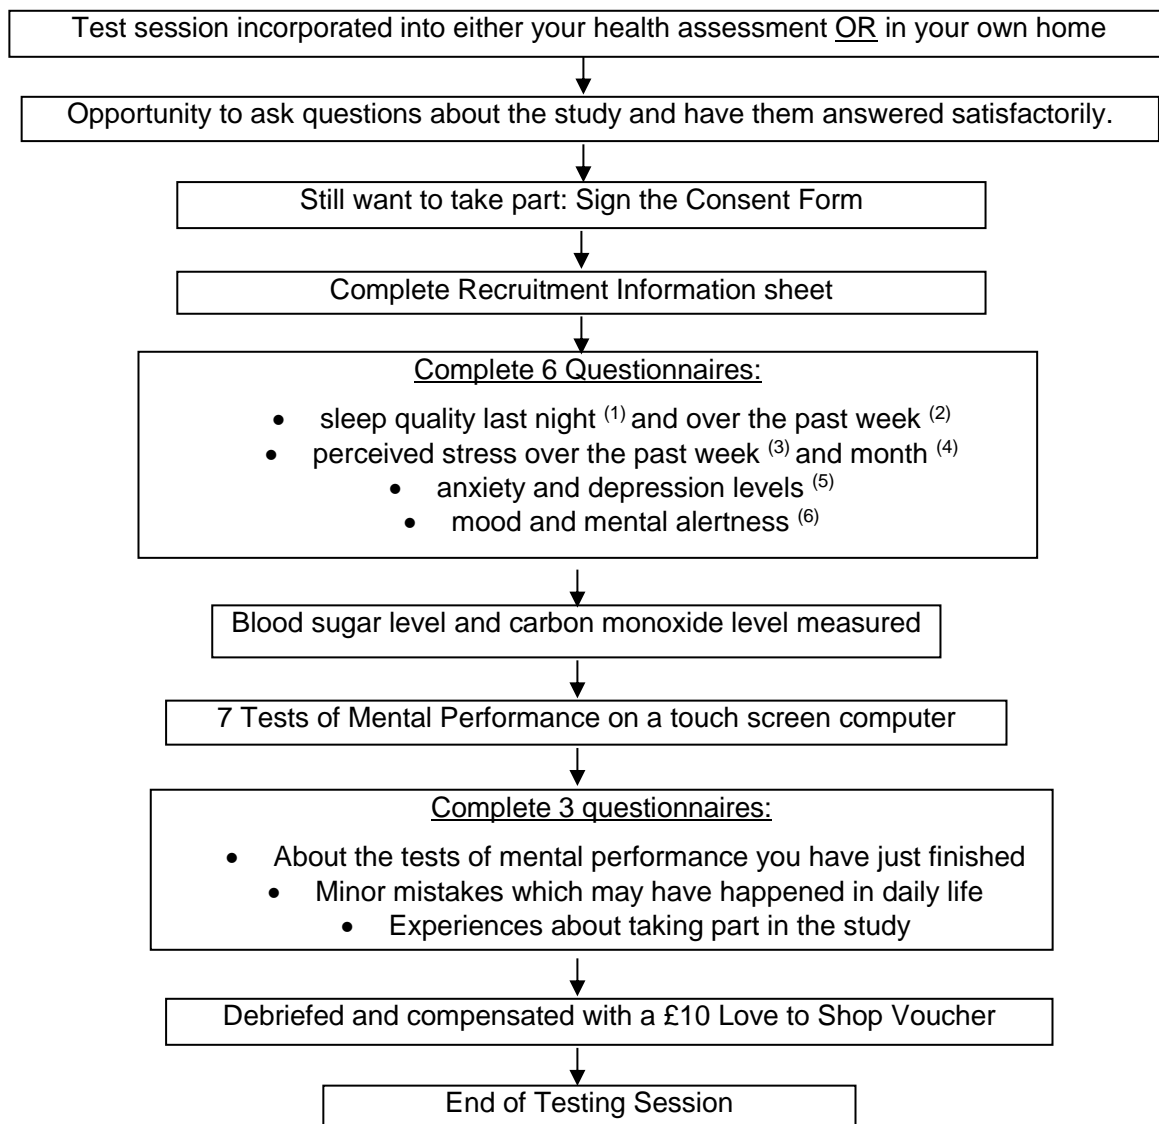 Test session incorporated into either your health assessment OR in your own home
Opportunity to ask questions about the study and have them answered satisfactorily.
Still want to take part: Sign the Consent Form
Complete Recruitment Information sheet
Complete 6 Questionnaires:
• sleep quality last night (1) and over the past week (2)
• perceived stress over the past week (3) and month (4)
• anxiety and depression levels (5)
• mood and mental alertness (6)
Blood sugar level and carbon monoxide level measured
7 Tests of Mental Performance on a touch screen computer
Complete 3 questionnaires:
• About the tests of mental performance you have just finished
• Minor mistakes which may have happened in daily life
• Experiences about taking part in the study
Debriefed and compensated with a £10 Love to Shop Voucher
End of Testing Session